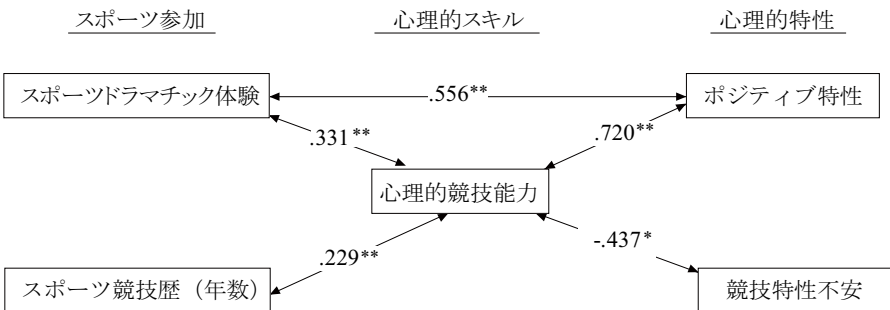 スポーツ参加 心理的スキル 心理的特性
スポーツドラマチック体験 .556** ポジティブ特性
.331** .720**
心理的競技能力
.229** -.437*
スポーツ競技歴（年数） 競技特性不安